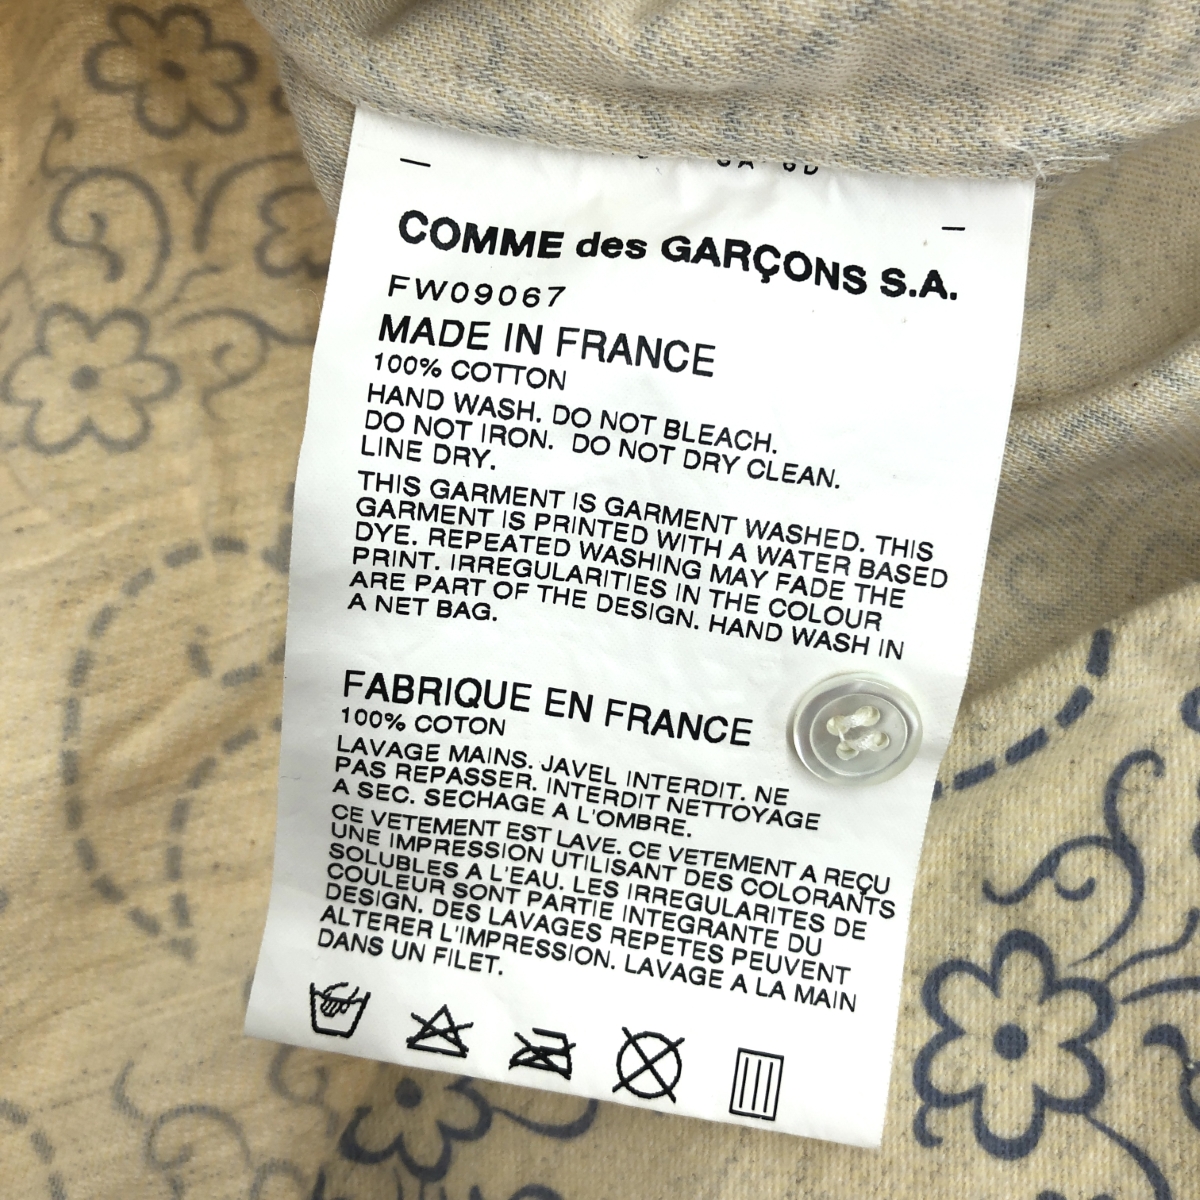 COMME des GARÇONS S.A.
FW09067
MADE IN FRANCE
100% COTTON
HAND WASH. DO NOT BLEACH.
DO NOT IRON. DO NOT DRY CLEAN.
LINE DRY.
THIS GARMENT IS GARMENT WASHED. THIS
GARMENT IS PRINTED WITH A WATER BASED
DYE. REPEATED WASHING MAY FADE THE
PRINT. IRREGULARITIES IN THE COLOUR
ARE PART OF THE DESIGN. HAND WASH IN
A NET BAG.
FABRIQUE EN FRANCE
100% COTON
LAVAGE MAINS. JAVEL INTERDIT. NE
PAS REPASSER. INTERDIT NETTOYAGE
A SEC. SECHAGE A L'OMBRE.
CE VETEMENT EST LAVE. CE VETEMENT A REÇU
UNE IMPRESSION UTILISANT DES COLORANTS
SOLUBLES A L'EAU. LES IRREGULARITES DE
COULEUR SONT PARTIE INTEGRANTE DU
DESIGN. DES LAVAGES REPETES PEUVENT
ALTERER L'IMPRESSION. LAVAGE A LA MAIN
DANS UN FILET.